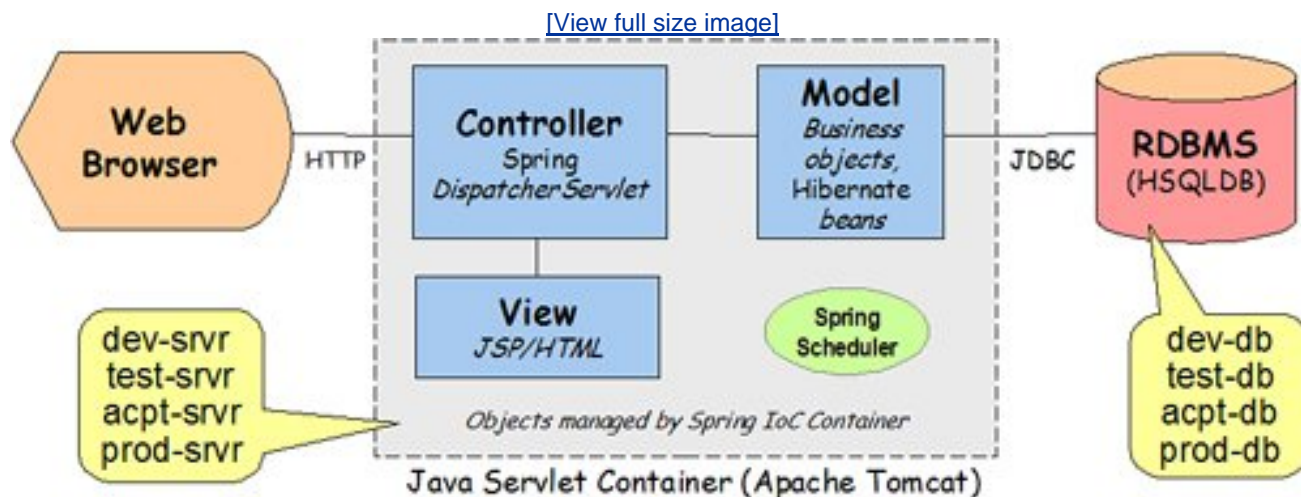 [View full size image]
Web
Browser
HTTP
Controller
Spring
DispatcherServlet
Model
Business
objects,
Hibernate
beans
JDBC
RDBMS
(HSQLDB)
View
JSP/HTML
Spring
Scheduler
dev-srvr
test-srvr
acpt-srvr
prod-srvr
dev-db
test-db
acpt-db
prod-db
Objects managed by Spring IoC Container
Java Servlet Container (Apache Tomcat)